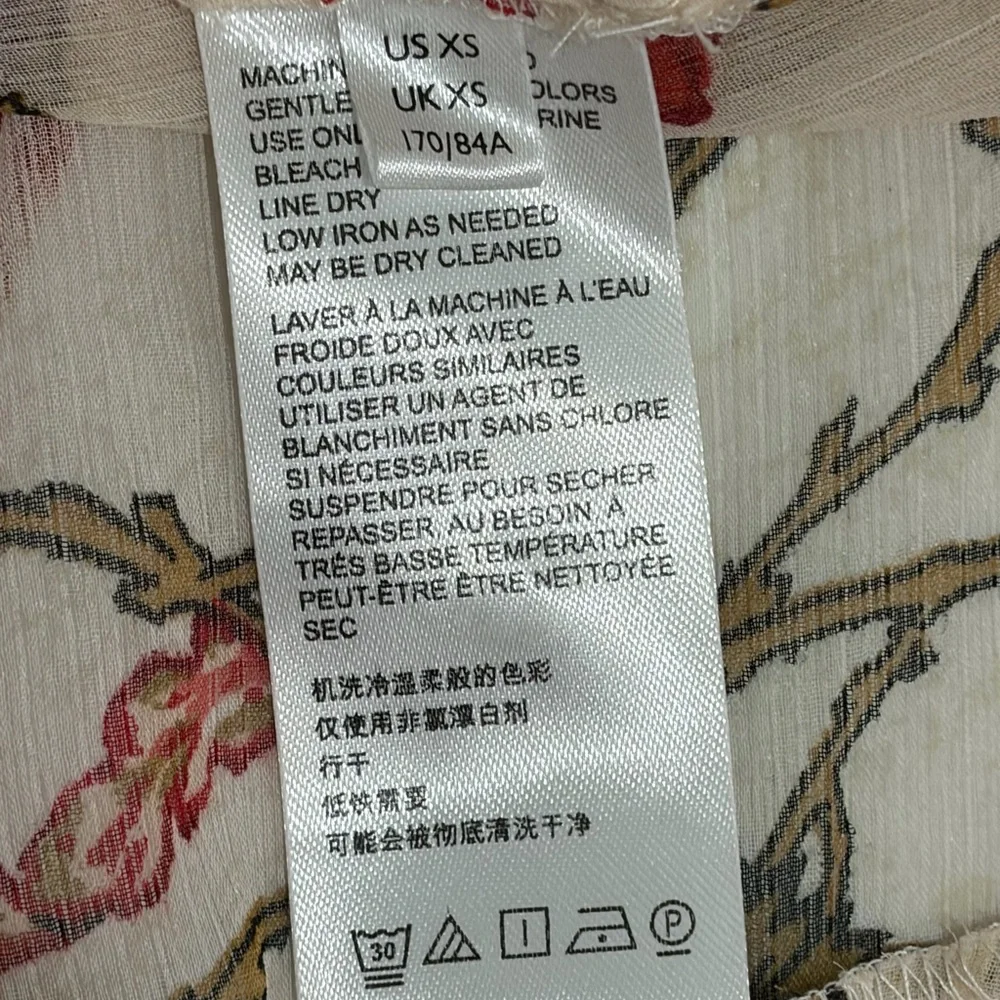 US XS
UK XS
170/84A
MACHIN
GENTLE OLORS
USE ONL RINE
BLEACH
LINE DRY
LOW IRON AS NEEDED
MAY BE DRY CLEANED
LAVER À LA MACHINE À L'EAU
FROIDE DOUX AVEC
COULEURS SIMILAIRES
UTILISER UN AGENT DE
BLANCHIMENT SANS CHLORE
SI NÉCESSAIRE
SUSPENDRE POUR SECHER
REPASSER, AU BESOIN À
TRÉS BASSE TEMPÉRATURE
PEUT-ÊTRE ÊTRE NETTOYÉE
SEC
机洗冷温柔般的色彩
仅使用非氯漂白剂
行干
低铁需要
可能会被彻底清洗干净
30 P